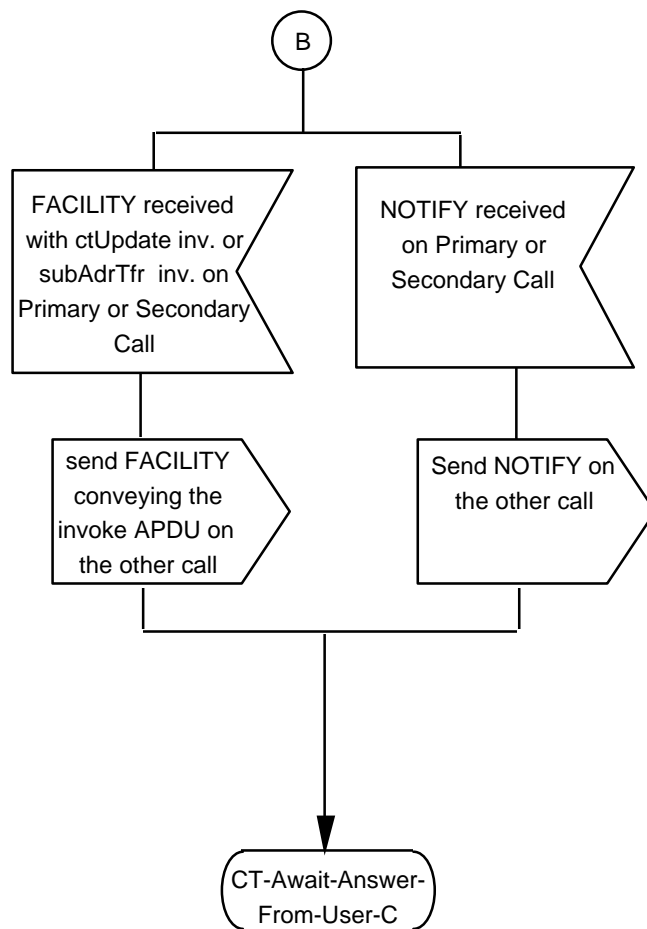 B
FACILITY received
with ctUpdate inv. or
subAdrTfr inv. on
Primary or Secondary
Call
NOTIFY received
on Primary or
Secondary Call
send FACILITY
conveying the
invoke APDU on
the other call
Send NOTIFY on
the other call
CT-Await-Answer-
From-User-C